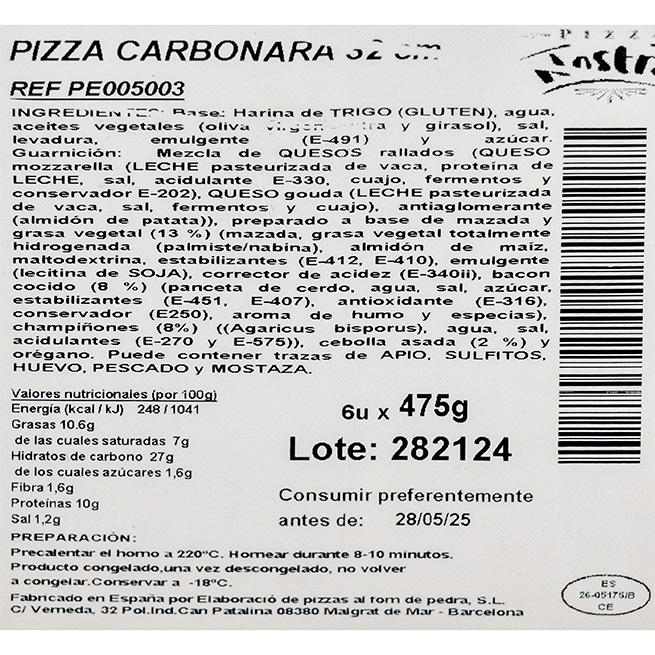 PIZZA CARBONARA 32 cm
PIZZA
Nostra
REF PE005003
INGREDIENTES: Base: Harina de TRIGO (GLUTEN), agua,
aceites vegetales (oliva virgen extra y girasol), sal,
levadura, emulgente (E-491) y azúcar.
Guarnición: Mezcla de QUESOS rallados (QUESO
mozzarella (LECHE pasteurizada de vaca, proteína de
LECHE, sal, acidulante E-330, cuajo, fermentos y
conservador E-202), QUESO gouda (LECHE pasteurizada
de vaca, sal, fermentos y cuajo), antiaglomerante
(almidón de patata)), preparado a base de mazada y
grasa vegetal (13 %) (mazada, grasa vegetal totalmente
hidrogenada (palmiste/nabina), almidón de maíz,
maltodextrina, estabilizantes (E-412, E-410), emulgente
(lecitina de SOJA), corrector de acidez (E-340ii), bacon
cocido (8 %) (panceta de cerdo, agua, sal, azúcar,
estabilizantes (E-451, E-407), antioxidante (E-316),
conservador (E250), aroma de humo y especias),
champiñones (8%) ((Agaricus bisporus), agua, sal,
acidulantes (E-270 y E-575)), cebolla asada (2 %) y
orégano. Puede contener trazas de APIO, SULFITOS,
HUEVO, PESCADO y MOSTAZA.
Valores nutricionales (por 100g)
Energía (kcal / kJ) 248 / 1041
Grasas 10.6g
de las cuales saturadas 7g
Hidratos de carbono 27g
de los cuales azúcares 1,6g
Fibra 1,6g
Proteínas 10g
Sal 1,2g
6u x 475g
Lote: 282124
Consumir preferentemente
antes de: 28/05/25
PREPARACIÓN:
Precalentar el horno a 220ºC. Hornear durante 8-10 minutos.
Producto congelado,una vez descongelado, no volver
a congelar.Conservar a -18ºC.
Fabricado en España por Elaboració de pizzas al forn de pedra, S.L.
C/ Verneda, 32 Pol.Ind.Can Patalina 08380 Malgrat de Mar - Barcelona
ES
26-05175/B
CE